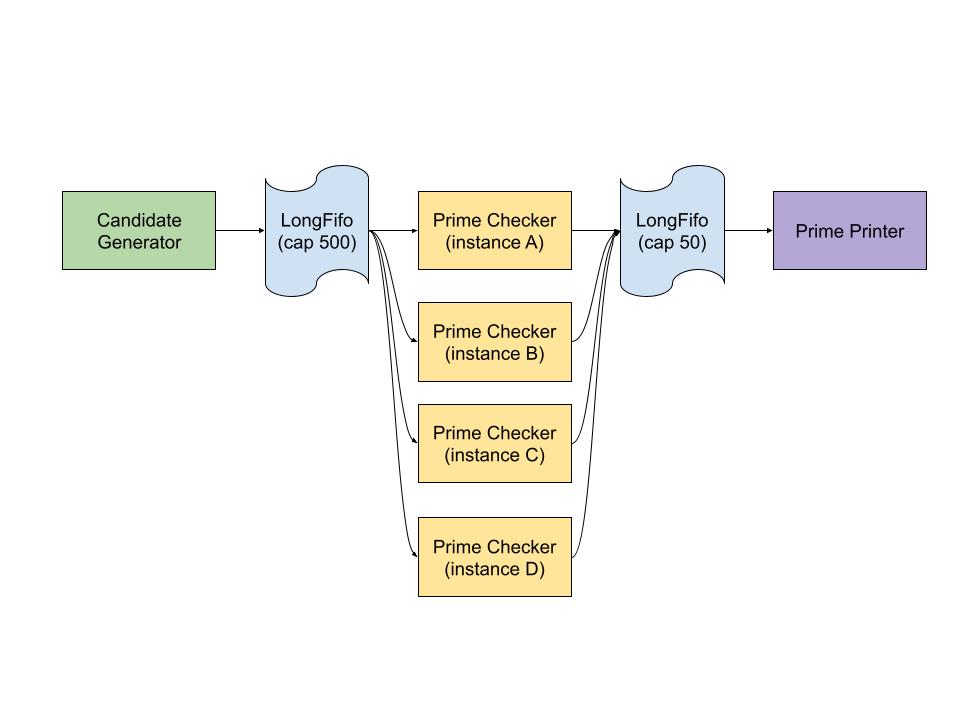 Candidate
Generator
LongFifo
(cap 500)
Prime Checker
(instance A)
LongFifo
(cap 50)
Prime Printer
Prime Checker
(instance B)
Prime Checker
(instance C)
Prime Checker
(instance D)